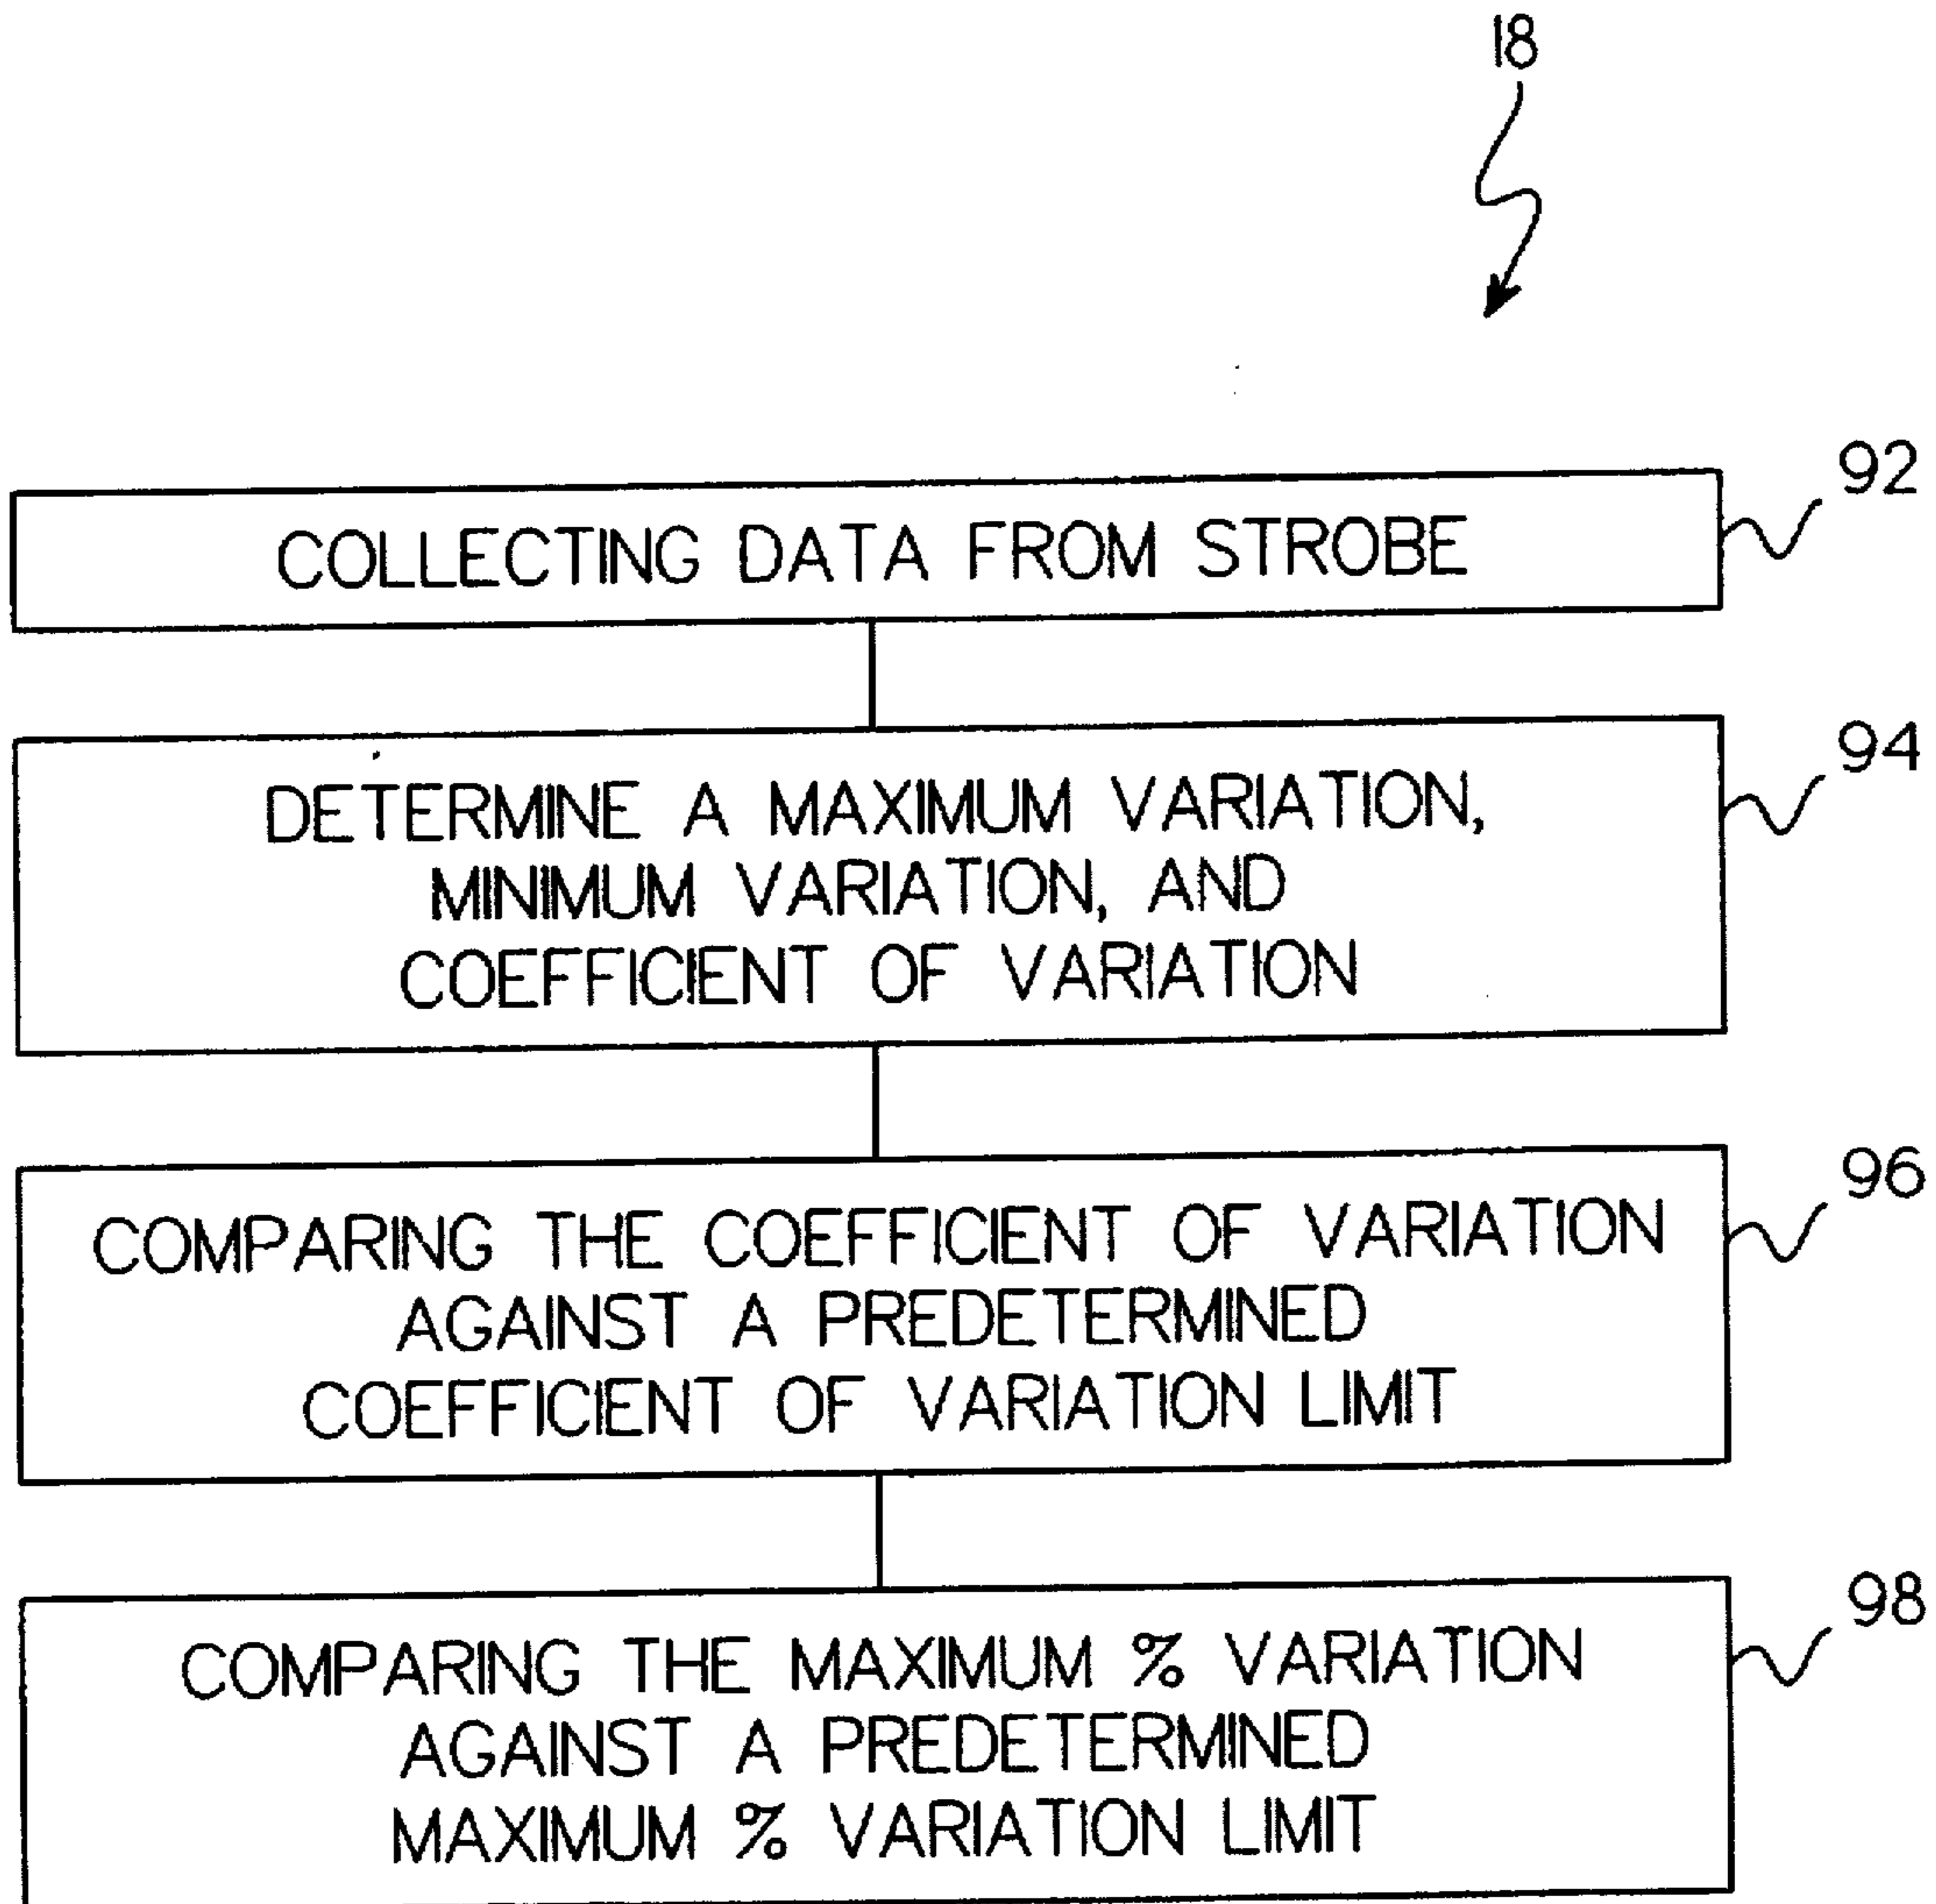 18
92
COLLECTING DATA FROM STROBE
94
DETERMINE A MAXIMUM VARIATION,
MINIMUM VARIATION, AND
COEFFICIENT OF VARIATION
96
COMPARING THE COEFFICIENT OF VARIATION
AGAINST A PREDETERMINED
COEFFICIENT OF VARIATION LIMIT
98
COMPARING THE MAXIMUM % VARIATION
AGAINST A PREDETERMINED
MAXIMUM % VARIATION LIMIT